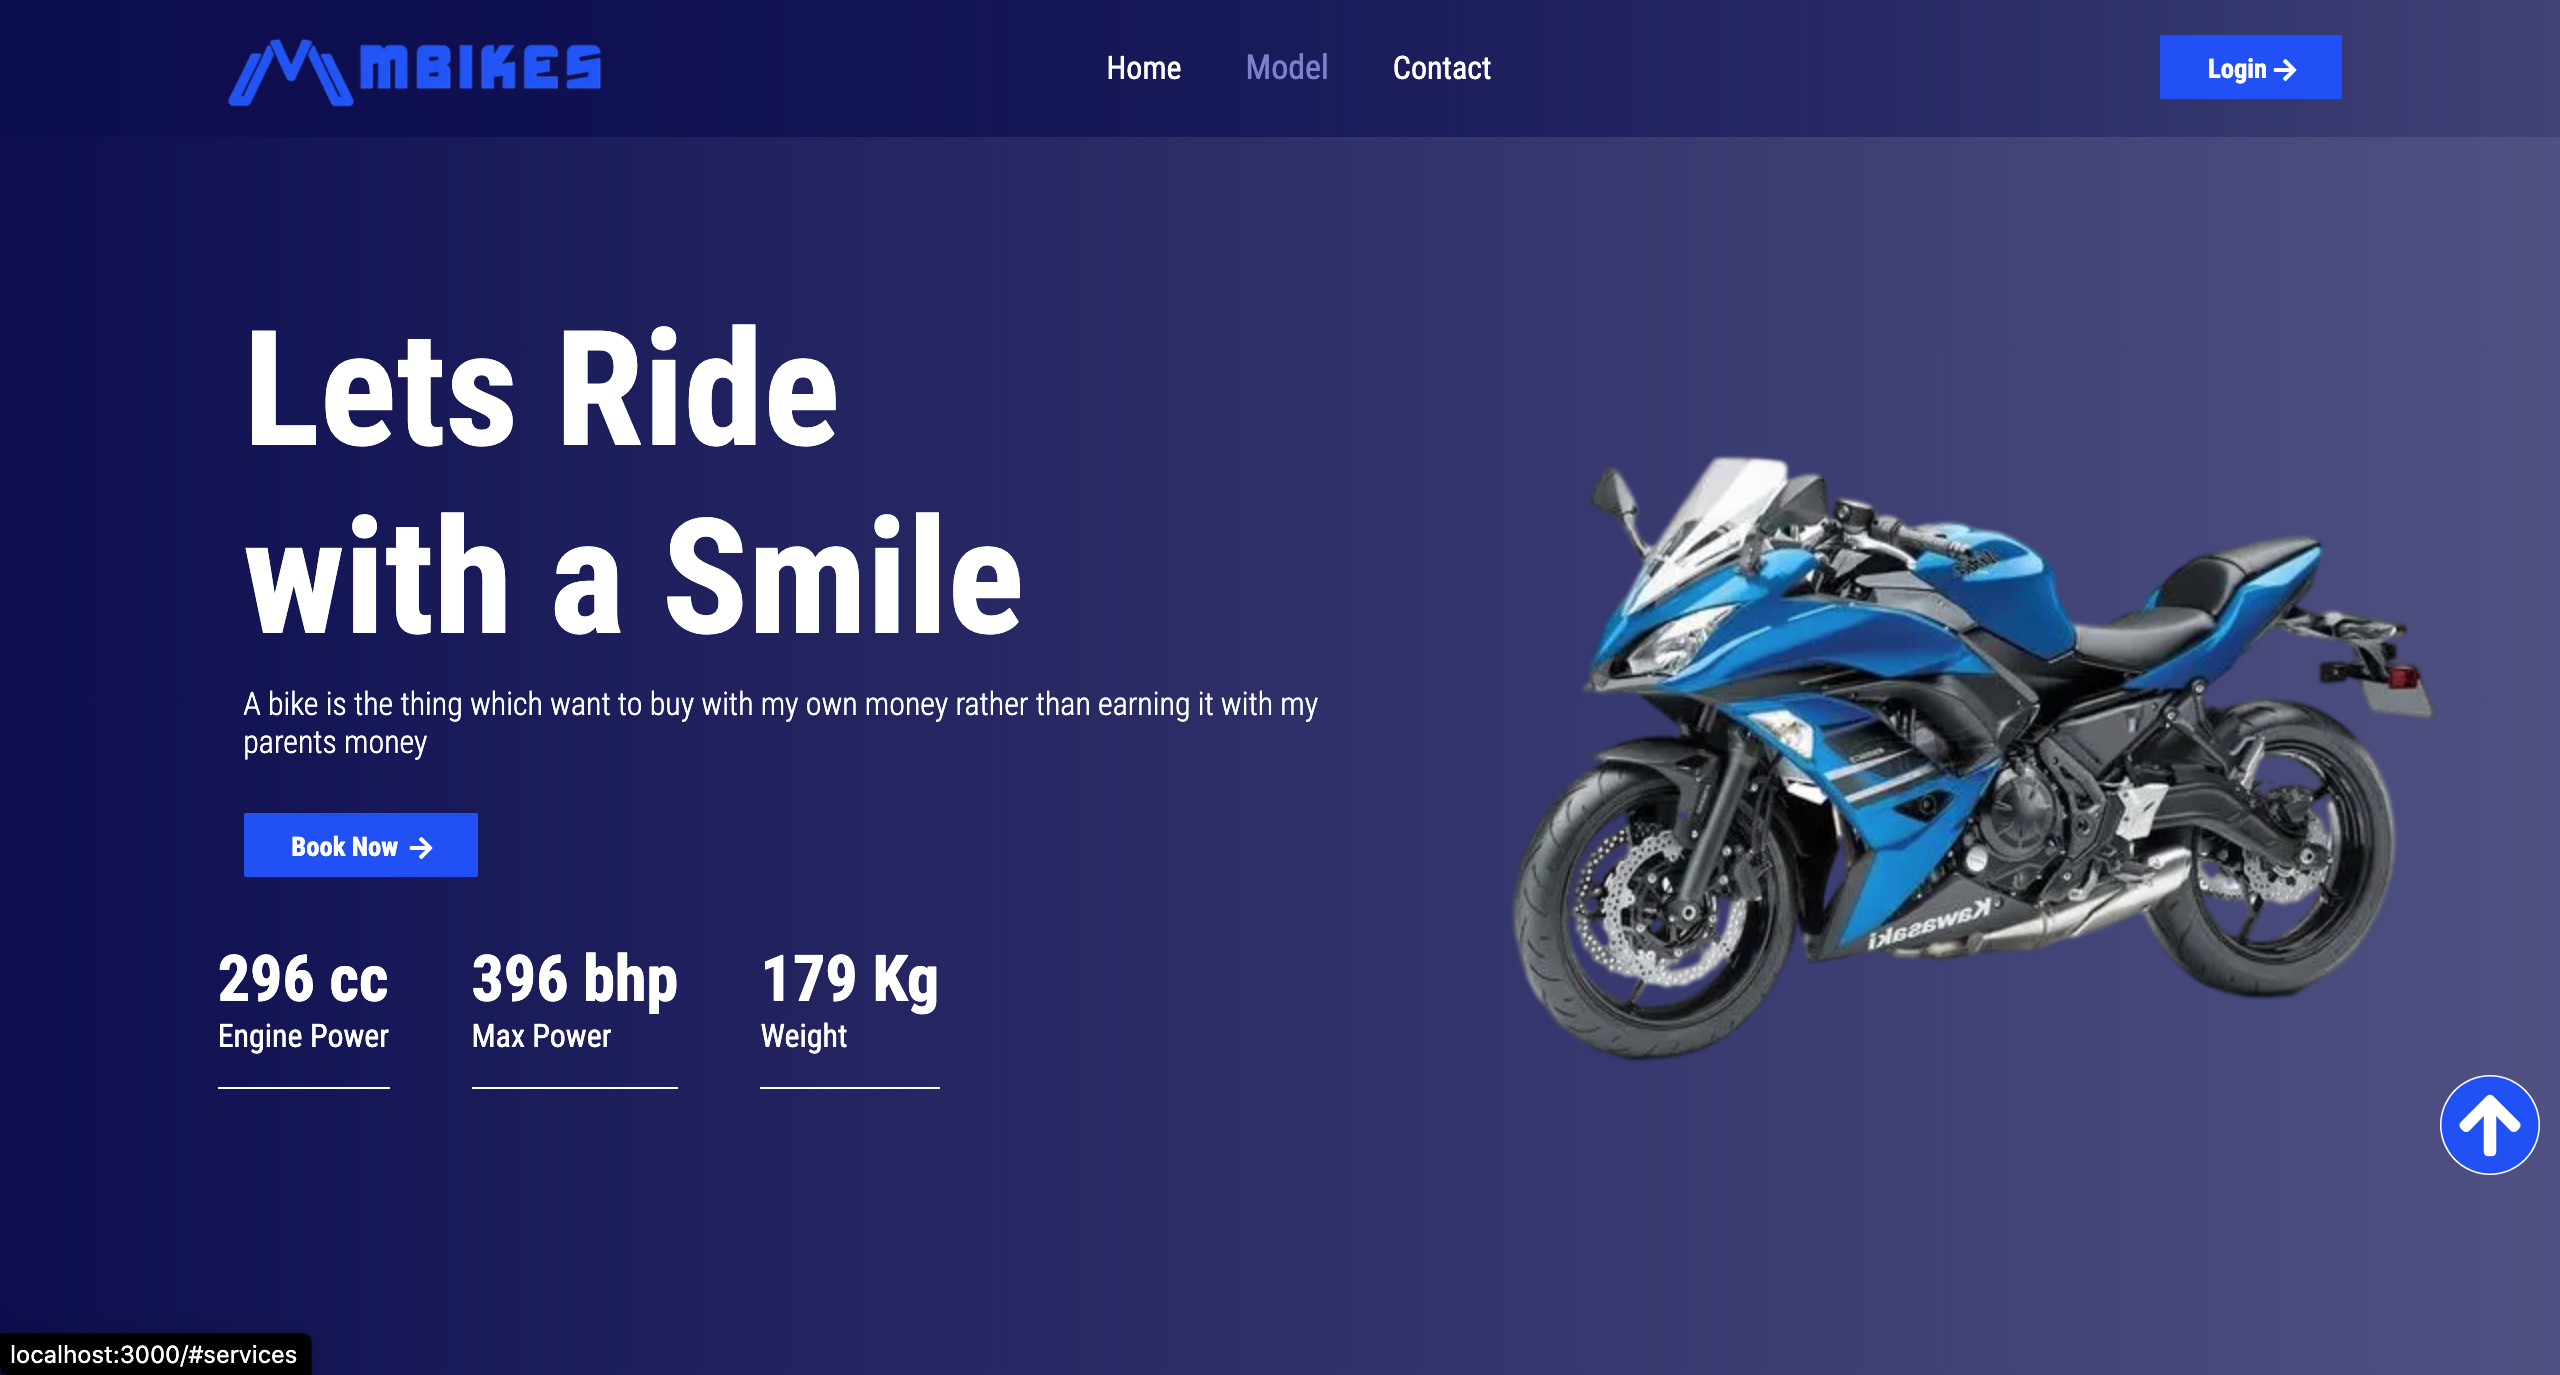 MBIKES
Home Model Contact
Login →
Lets Ride
with a Smile
A bike is the thing which want to buy with my own money rather than earning it with my
parents money
Book Now →
296 cc 396 bhp 179 Kg
Engine Power Max Power Weight
Kawasaki
localhost:3000/#services